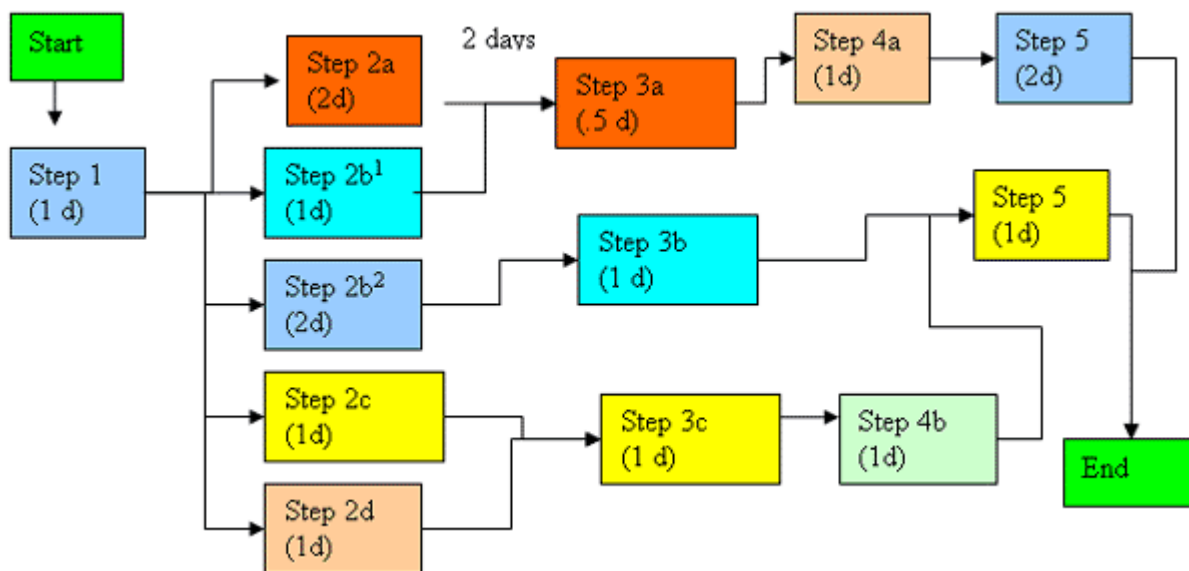 Start
Step 1
(1 d)
Step 2a
(2d)
2 days
Step 2b¹
(1d)
Step 2b²
(2d)
Step 2c
(1d)
Step 2d
(1d)
Step 3a
(.5 d)
Step 3b
(1 d)
Step 3c
(1 d)
Step 4a
(1d)
Step 4b
(1d)
Step 5
(2d)
Step 5
(1d)
End